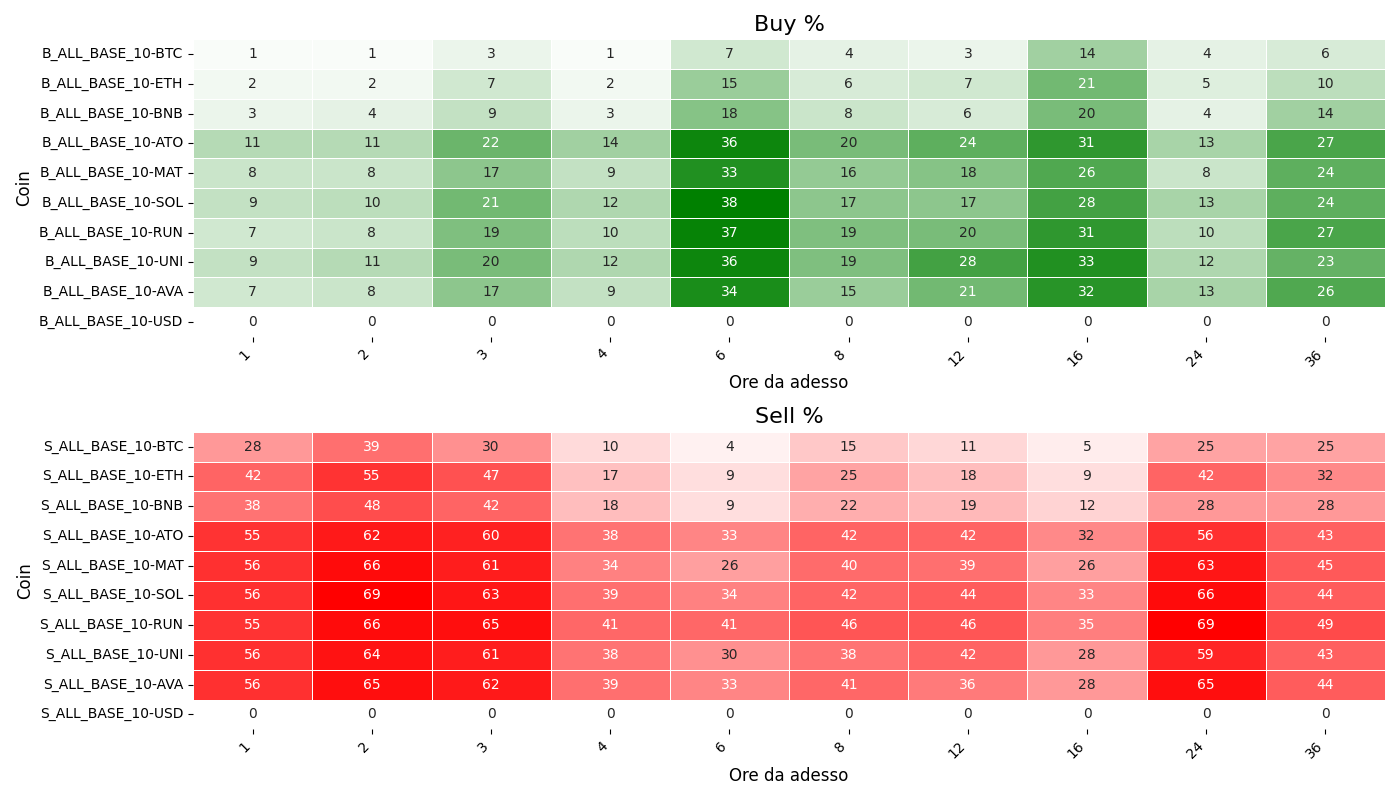 Buy %
Coin
B_ALL_BASE_10-BTC 1 1 3 1 7 4 3 14 4 6
B_ALL_BASE_10-ETH 2 2 7 2 15 6 7 21 5 10
B_ALL_BASE_10-BNB 3 4 9 3 18 8 6 20 4 14
B_ALL_BASE_10-ATO 11 11 22 14 36 20 24 31 13 27
B_ALL_BASE_10-MAT 8 8 17 9 33 16 18 26 8 24
B_ALL_BASE_10-SOL 9 10 21 12 38 17 17 28 13 24
B_ALL_BASE_10-RUN 7 8 19 10 37 19 20 31 10 27
B_ALL_BASE_10-UNI 9 11 20 12 36 19 28 33 12 23
B_ALL_BASE_10-AVA 7 8 17 9 34 15 21 32 13 26
B_ALL_BASE_10-USD 0 0 0 0 0 0 0 0 0 0
1 2 3 4 6 8 12 16 24 36
Ore da adesso
Sell %
Coin
S_ALL_BASE_10-BTC 28 39 30 10 4 15 11 5 25 25
S_ALL_BASE_10-ETH 42 55 47 17 9 25 18 9 42 32
S_ALL_BASE_10-BNB 38 48 42 18 9 22 19 12 28 28
S_ALL_BASE_10-ATO 55 62 60 38 33 42 42 32 56 43
S_ALL_BASE_10-MAT 56 66 61 34 26 40 39 26 63 45
S_ALL_BASE_10-SOL 56 69 63 39 34 42 44 33 66 44
S_ALL_BASE_10-RUN 55 66 65 41 41 46 46 35 69 49
S_ALL_BASE_10-UNI 56 64 61 38 30 38 42 28 59 43
S_ALL_BASE_10-AVA 56 65 62 39 33 41 36 28 65 44
S_ALL_BASE_10-USD 0 0 0 0 0 0 0 0 0 0
1 2 3 4 6 8 12 16 24 36
Ore da adesso